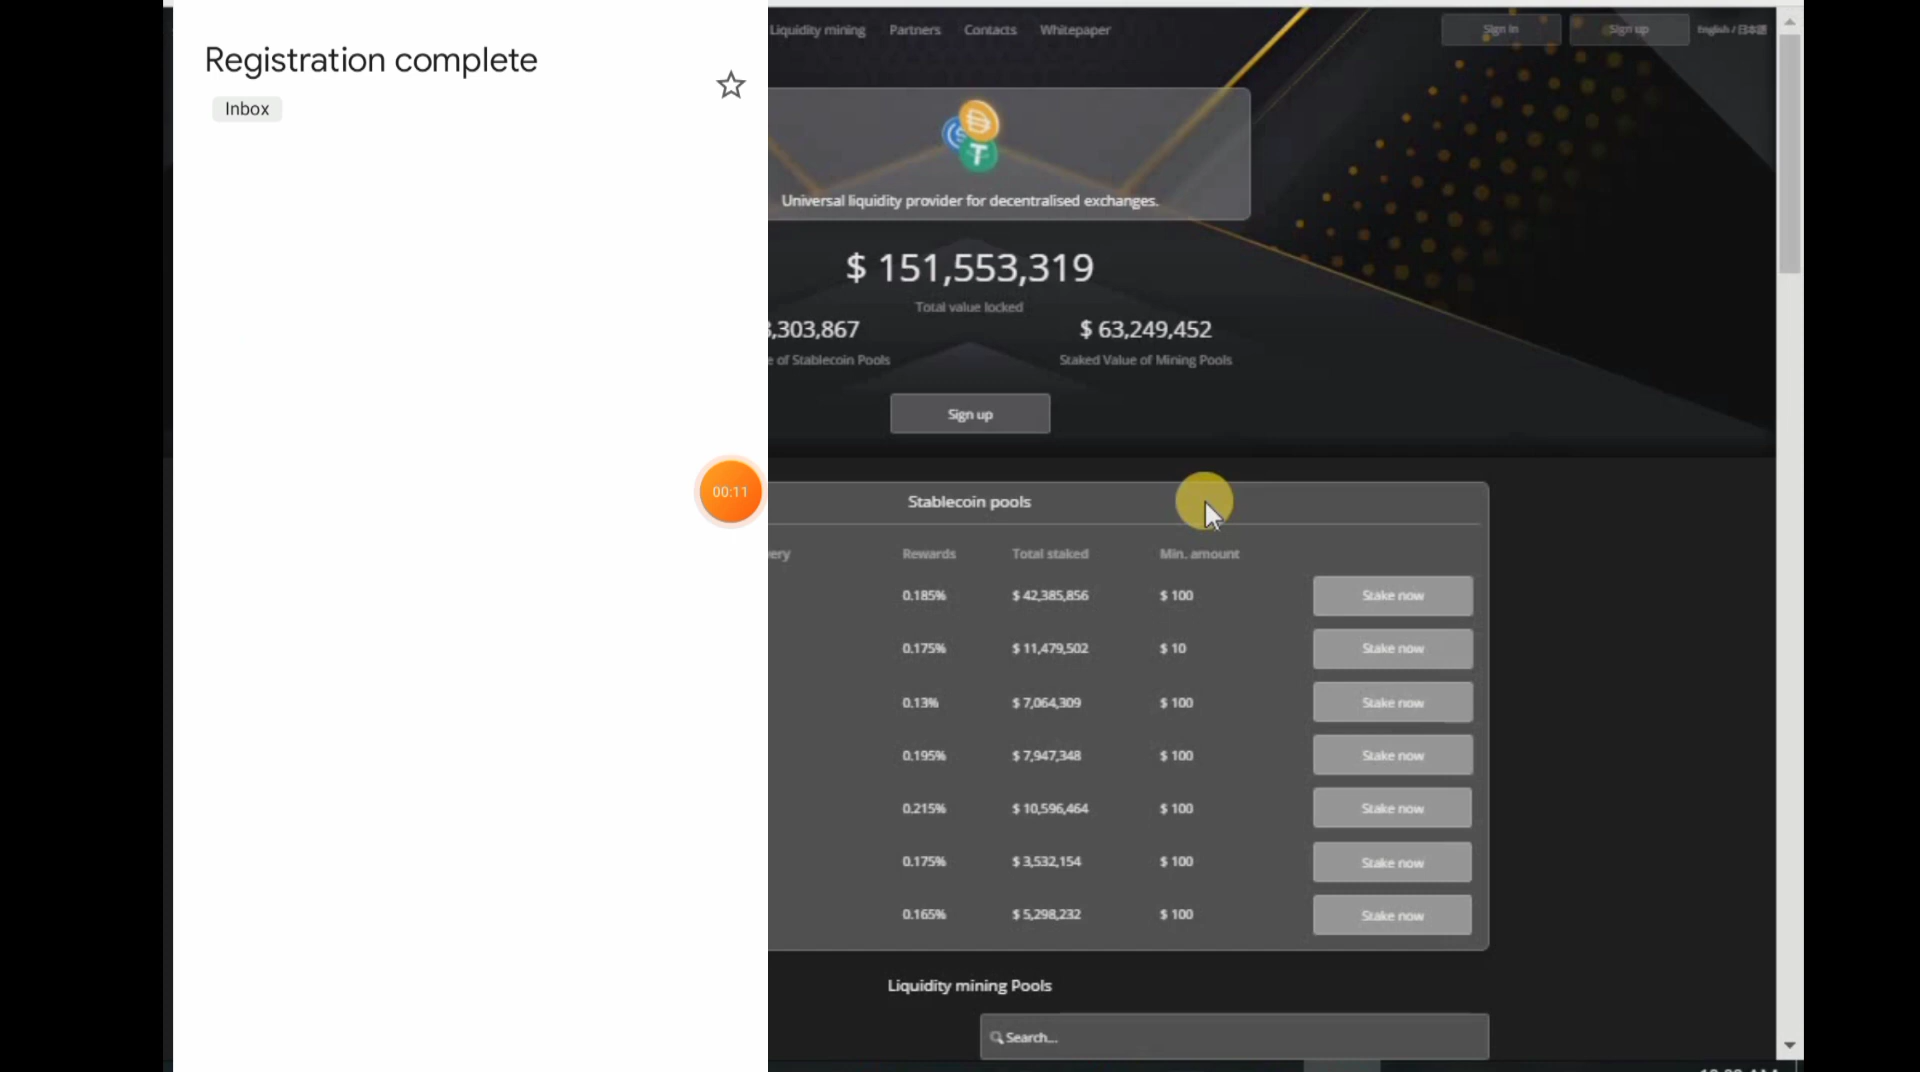 Registration complete
Inbox
00:11
Liquidity mining Partners Contacts Whitepaper
Sign in Sign up English / 日本語
Universal liquidity provider for decentralised exchanges.
$ 151,553,319
Total value locked
,303,867 $ 63,249,452
e of Stablecoin Pools Staked Value of Mining Pools
Sign up
Stablecoin pools
ery Rewards Total staked Min. amount
0.185% $ 42,385,856 $ 100 Stake now
0.175% $ 11,479,502 $ 10 Stake now
0.13% $ 7,064,309 $ 100 Stake now
0.195% $ 7,947,348 $ 100 Stake now
0.215% $ 10,596,464 $ 100 Stake now
0.175% $ 3,532,154 $ 100 Stake now
0.165% $ 5,298,232 $ 100 Stake now
Liquidity mining Pools
Search...